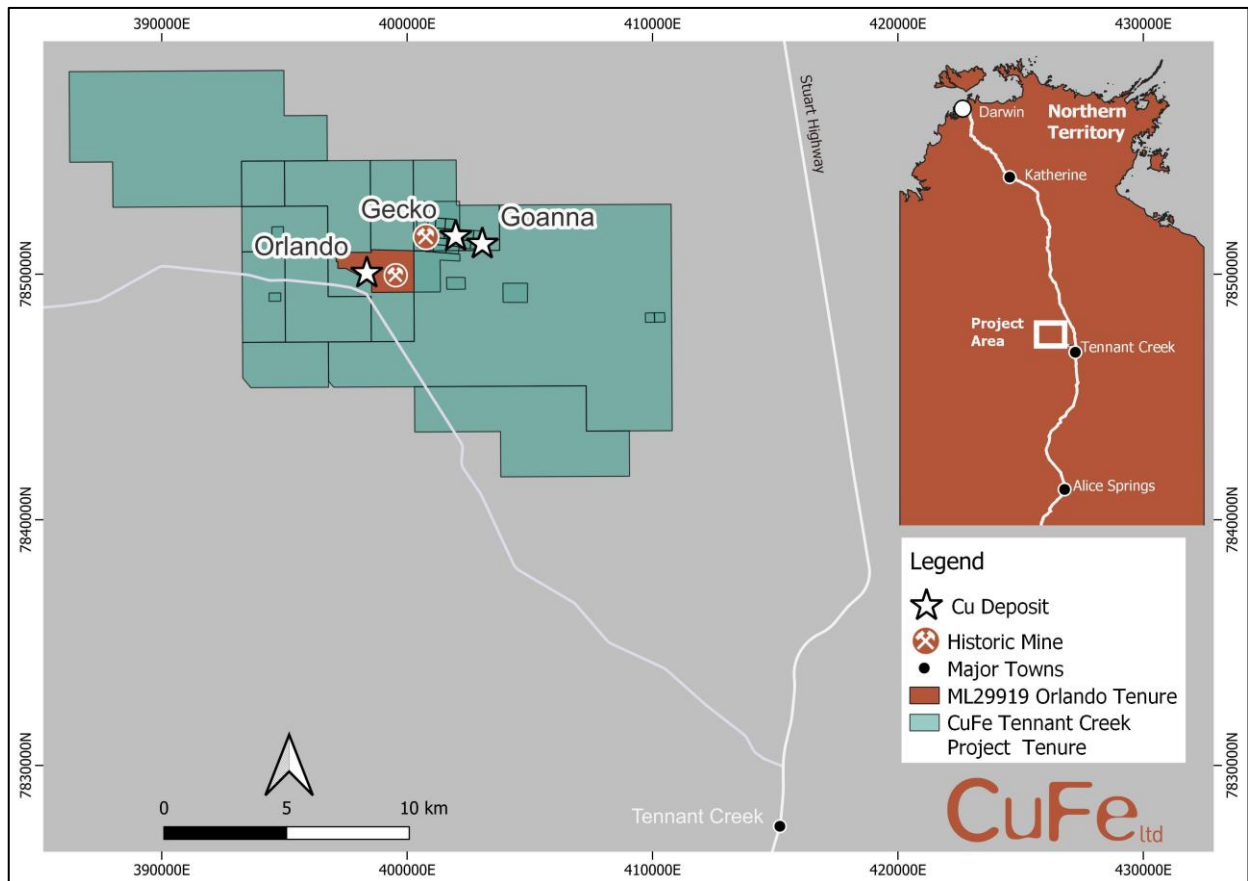 390000E
400000E
410000E
420000E
430000E
7850000N
7840000N
7830000N
Stuart Highway
Gecko
Goanna
Orlando
Tennant Creek
0 5 10 km
Darwin
Northern
Territory
Katherine
Project
Area
Tennant Creek
Alice Springs
Legend
Cu Deposit
Historic Mine
Major Towns
ML29919 Orlando Tenure
CuFe Tennant Creek
Project Tenure
CuFe ltd
7850000N
7840000N
7830000N
390000E
400000E
410000E
420000E
430000E